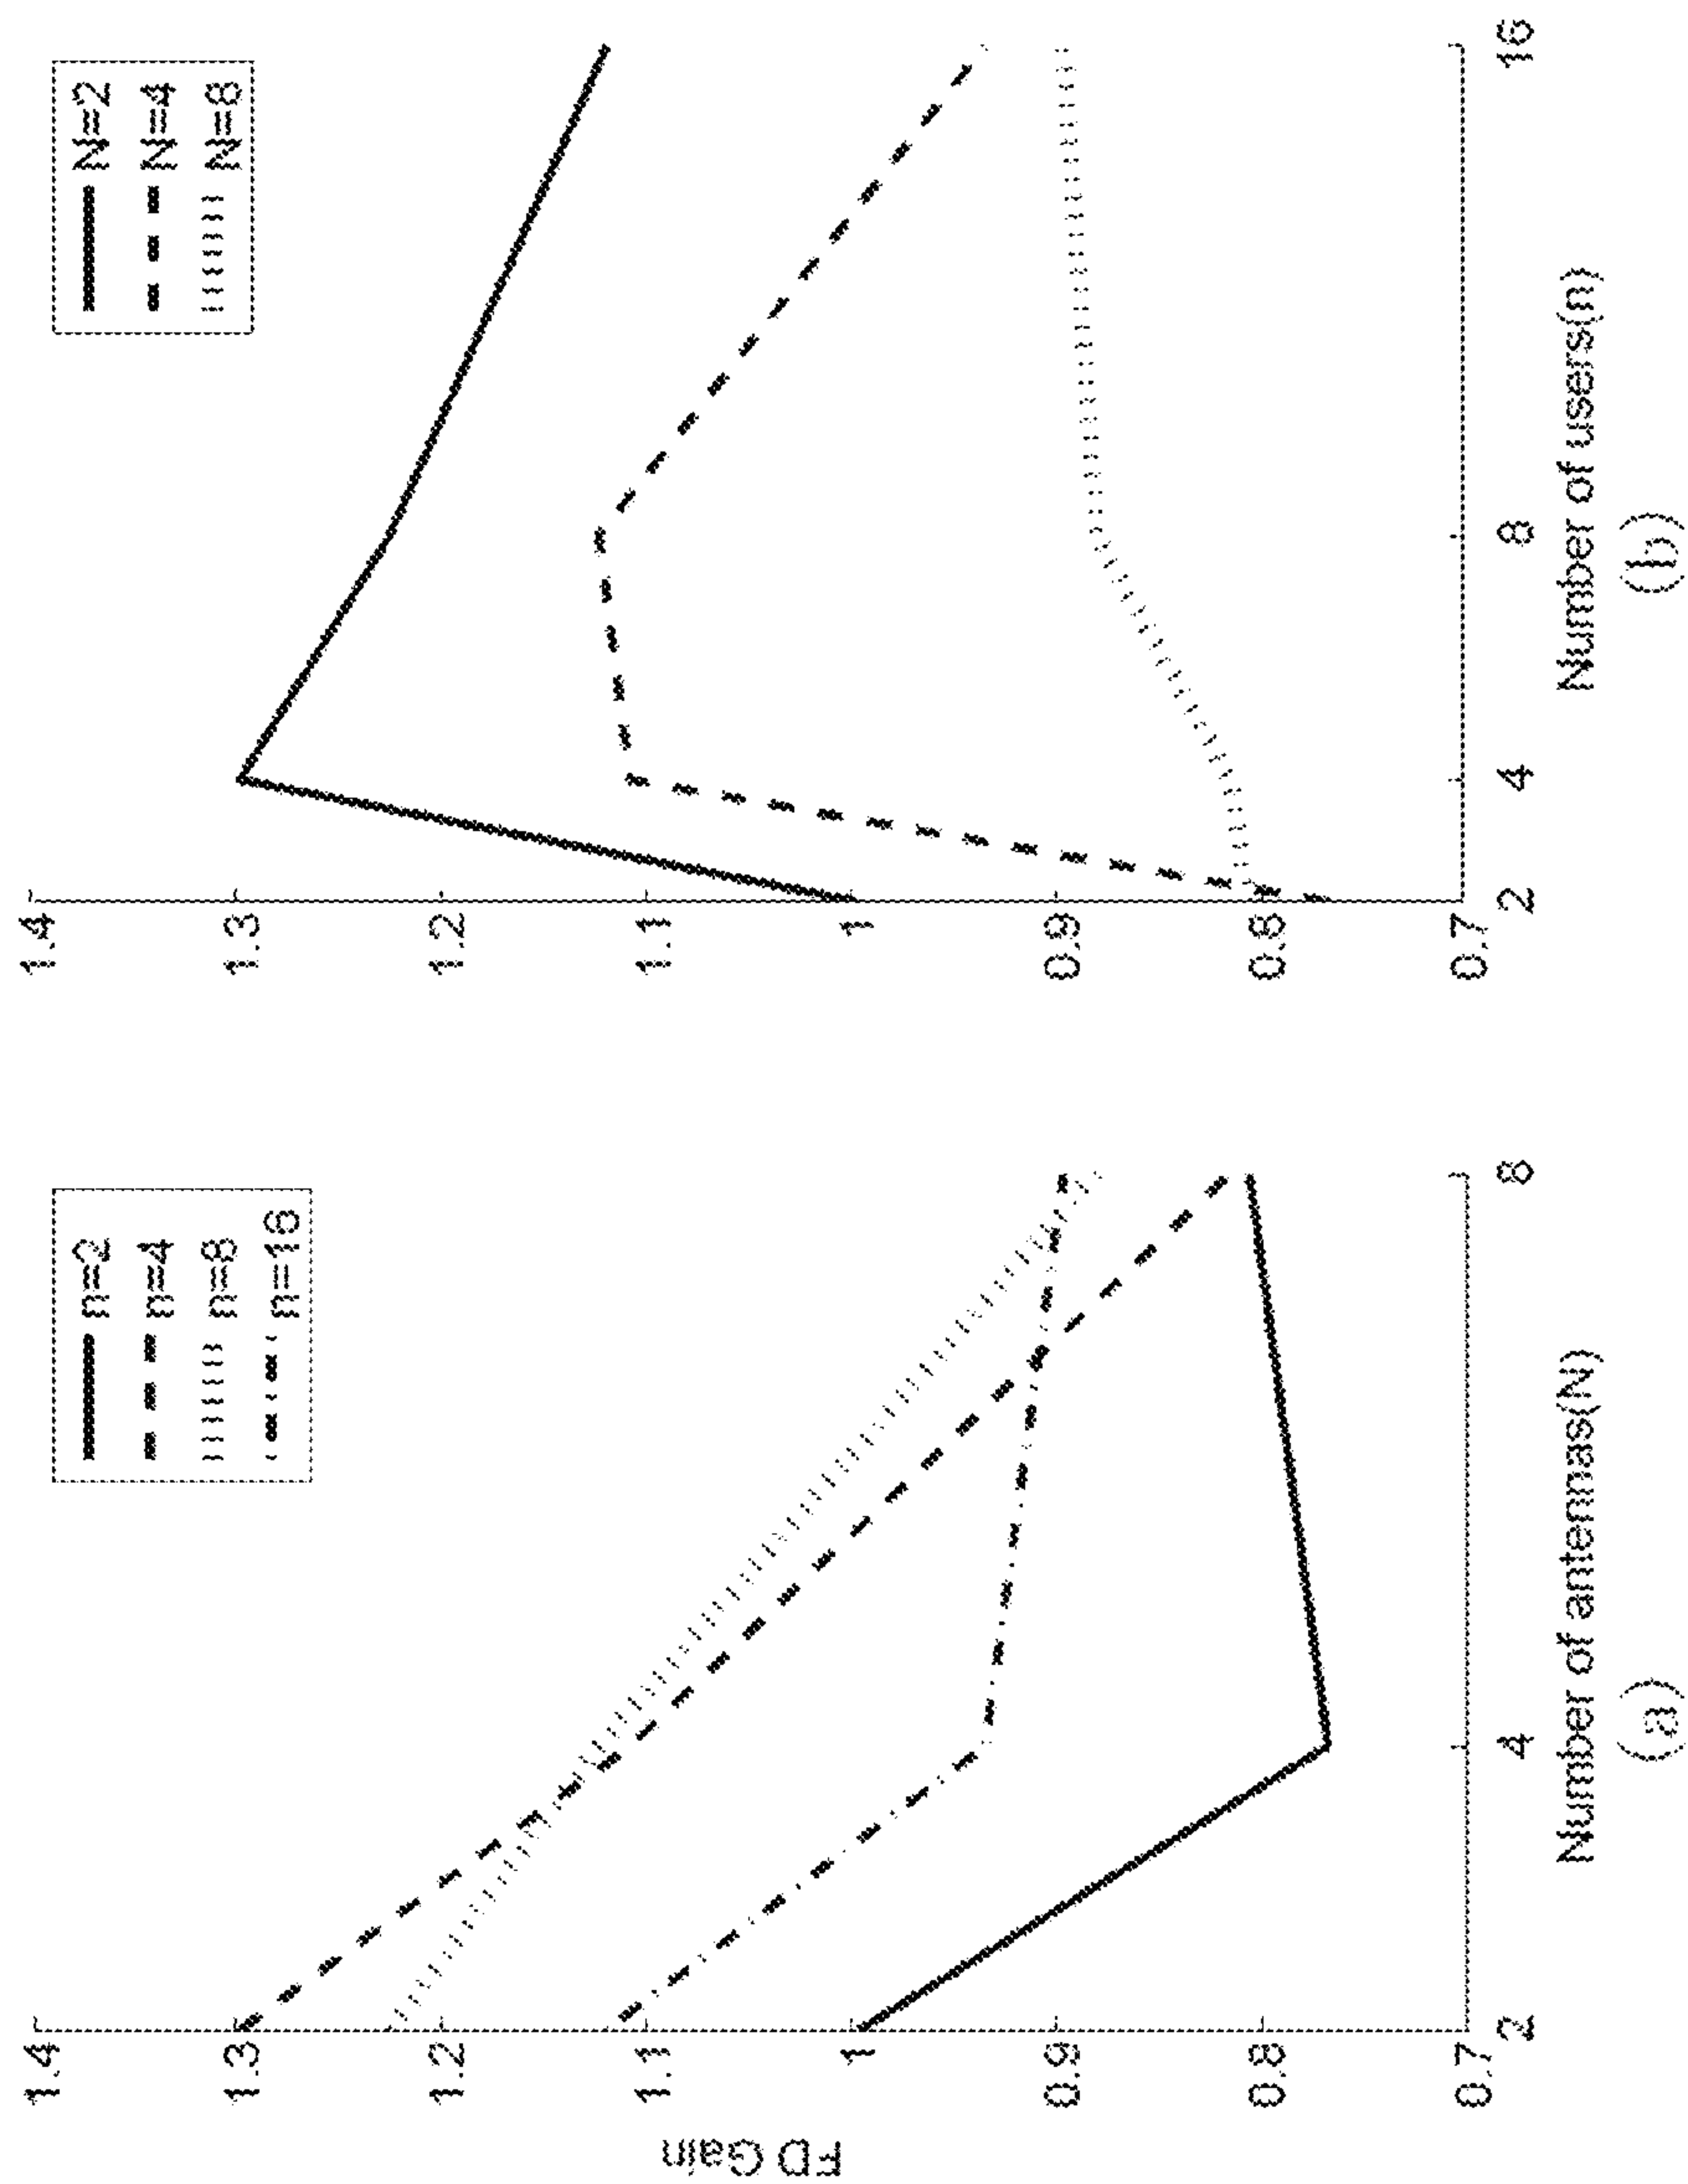 FD Gain
1.4
1.3
1.2
1.1
1
0.9
0.8
0.7
2
4
8
Number of antennas(N)
(a)
n=2
n=4
n=8
n=16
1.4
1.3
1.2
1.1
1
0.9
0.8
0.7
2
4
8
16
Number of users(n)
(b)
N=2
N=4
N=8